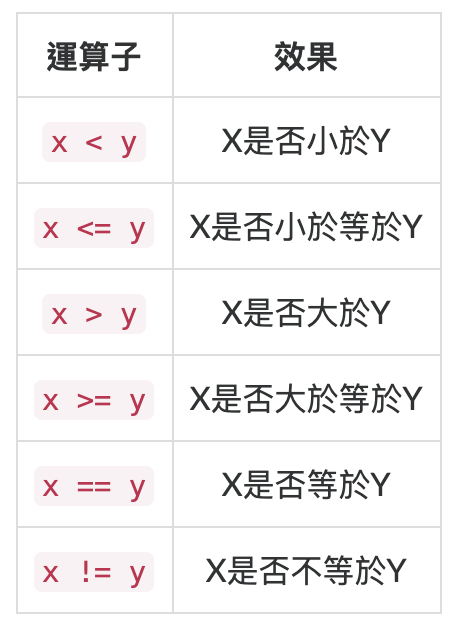 運算子 效果
x < y X是否小於Y
x <= y X是否小於等於Y
x > y X是否大於Y
x >= y X是否大於等於Y
x == y X是否等於Y
x != y X是否不等於Y